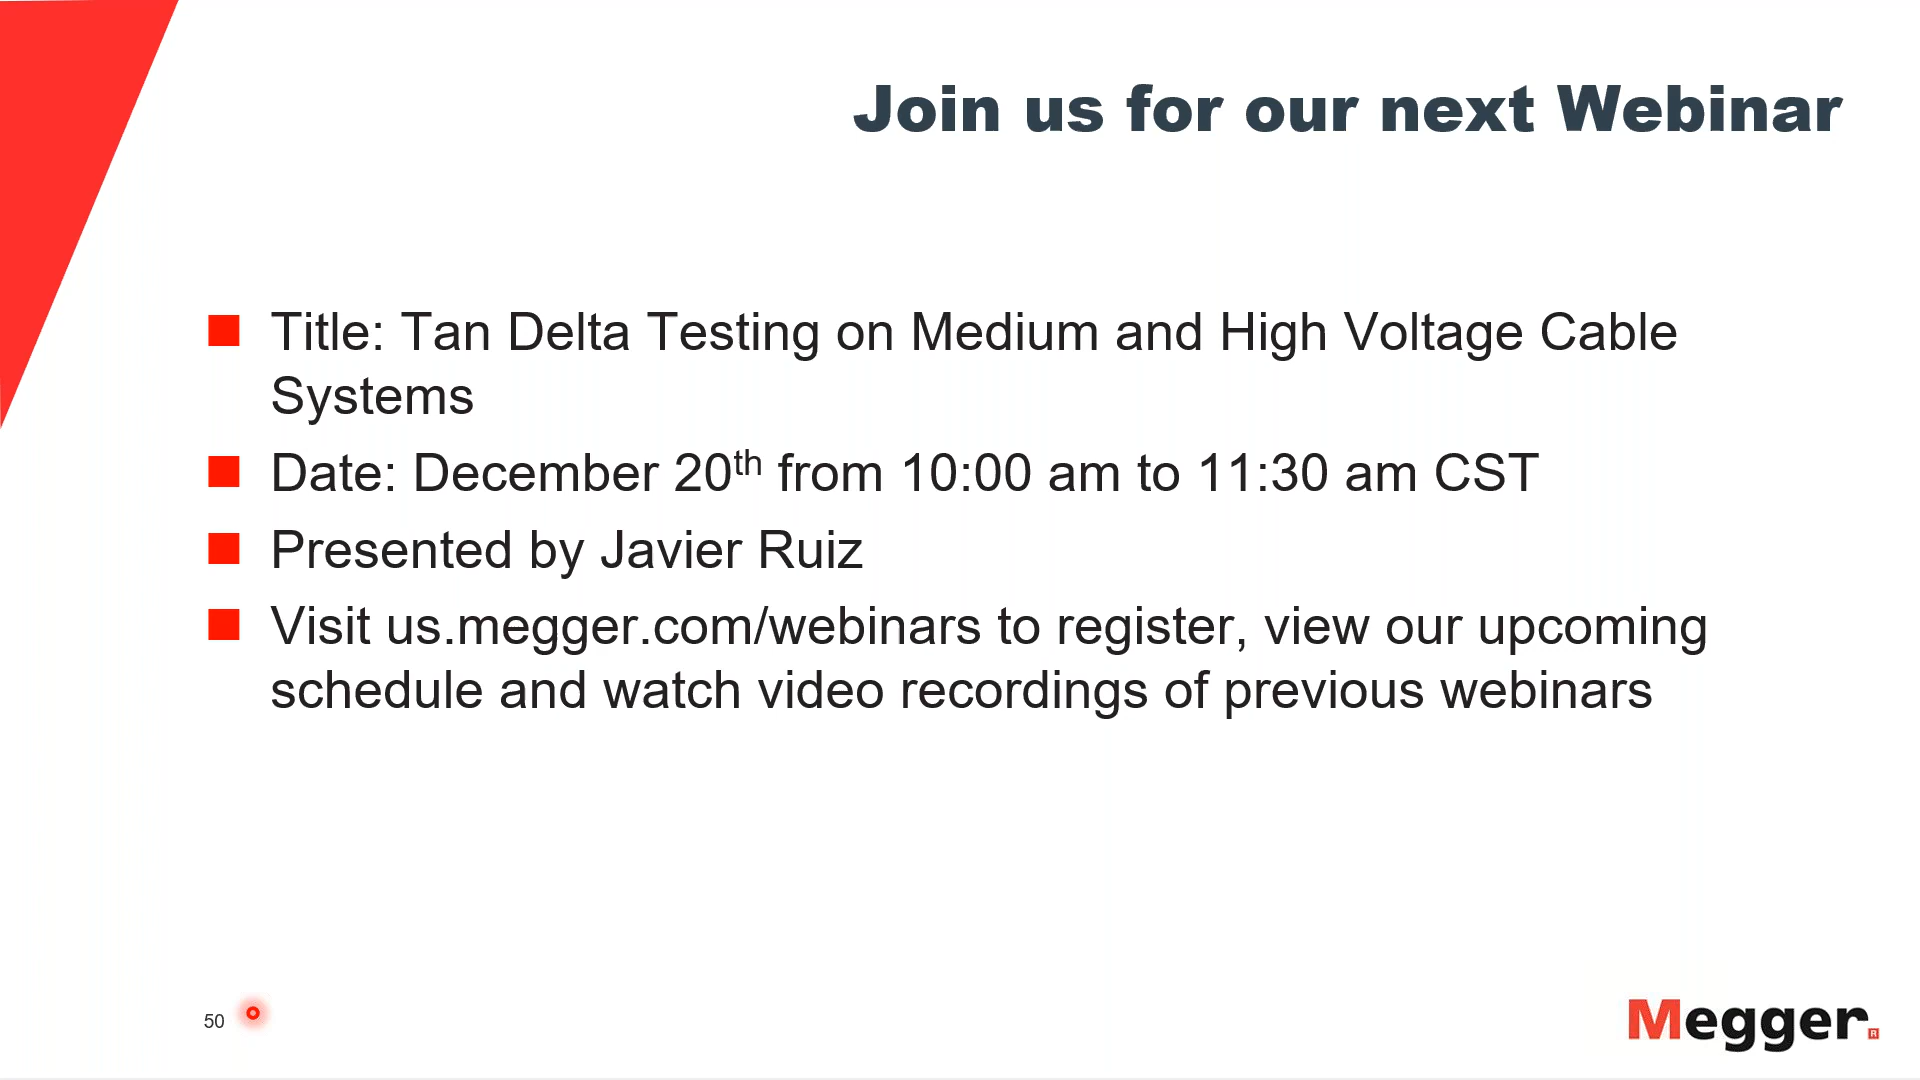 Join us for our next Webinar
Title: Tan Delta Testing on Medium and High Voltage Cable
Systems
Date: December 20th from 10:00 am to 11:30 am CST
Presented by Javier Ruiz
Visit us.megger.com/webinars to register, view our upcoming
schedule and watch video recordings of previous webinars
50
Megger.